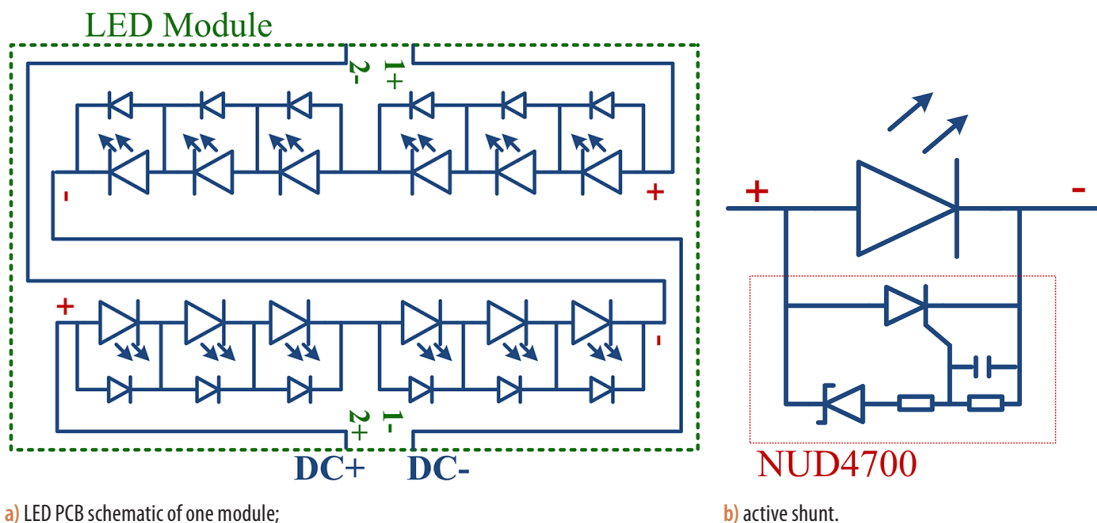 LED Module
2-
1+
-
+
+
-
2+
1-
DC+
DC-
+
-
NUD4700
a) LED PCB schematic of one module;
b) active shunt.